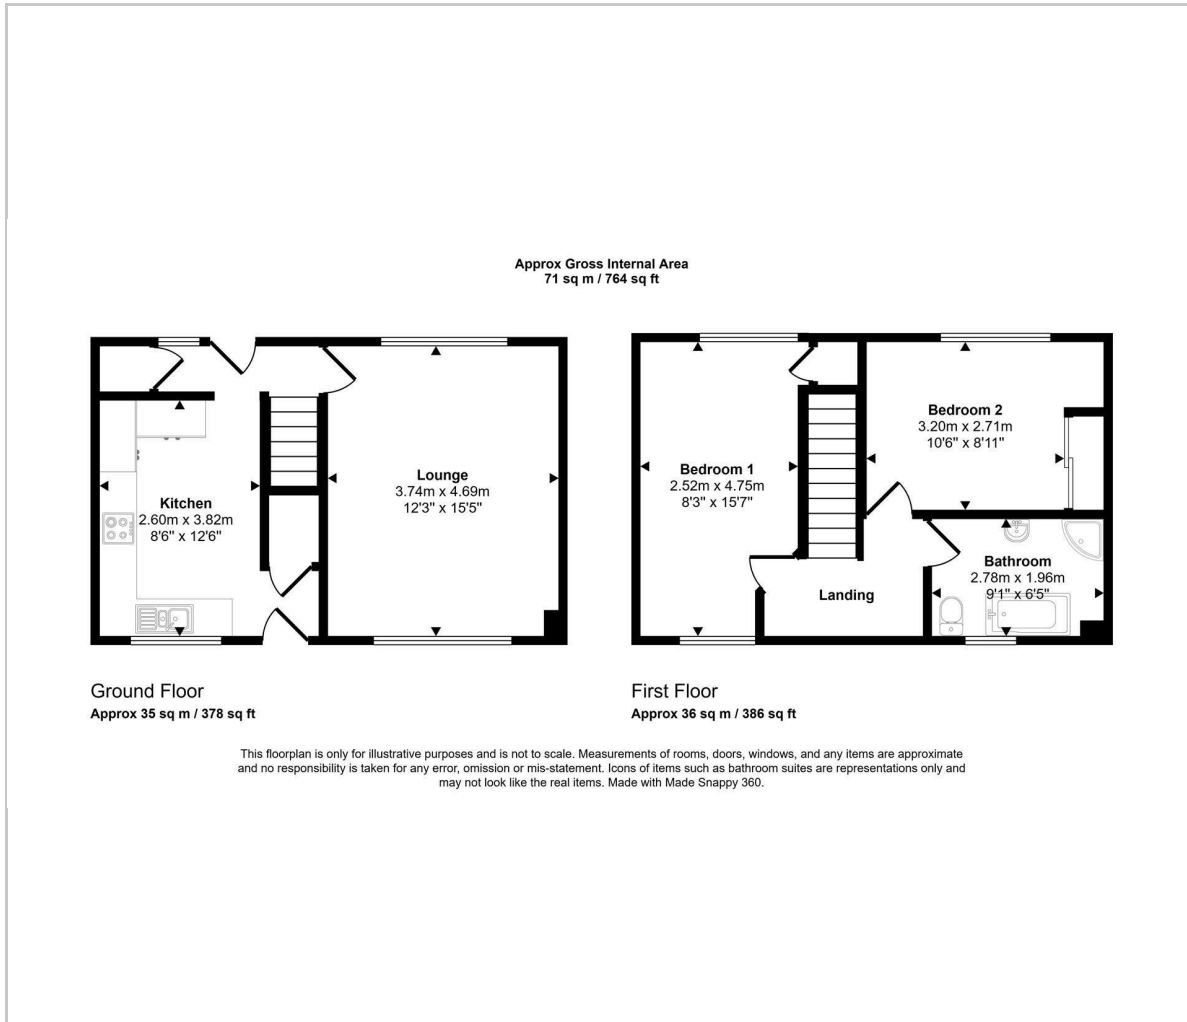 Approx Gross Internal Area
71 sq m / 764 sq ft
Kitchen
2.60m x 3.82m
8'6" x 12'6"
Lounge
3.74m x 4.69m
12'3" x 15'5"
Ground Floor
Approx 35 sq m / 378 sq ft
Bedroom 1
2.52m x 4.75m
8'3" x 15'7"
Bedroom 2
3.20m x 2.71m
10'6" x 8'11"
Bathroom
2.78m x 1.96m
9'1" x 6'5"
Landing
First Floor
Approx 36 sq m / 386 sq ft
This floorplan is only for illustrative purposes and is not to scale. Measurements of rooms, doors, windows, and any items are approximate
and no responsibility is taken for any error, omission or mis-statement. Icons of items such as bathroom suites are representations only and
may not look like the real items. Made with Made Snappy 360.